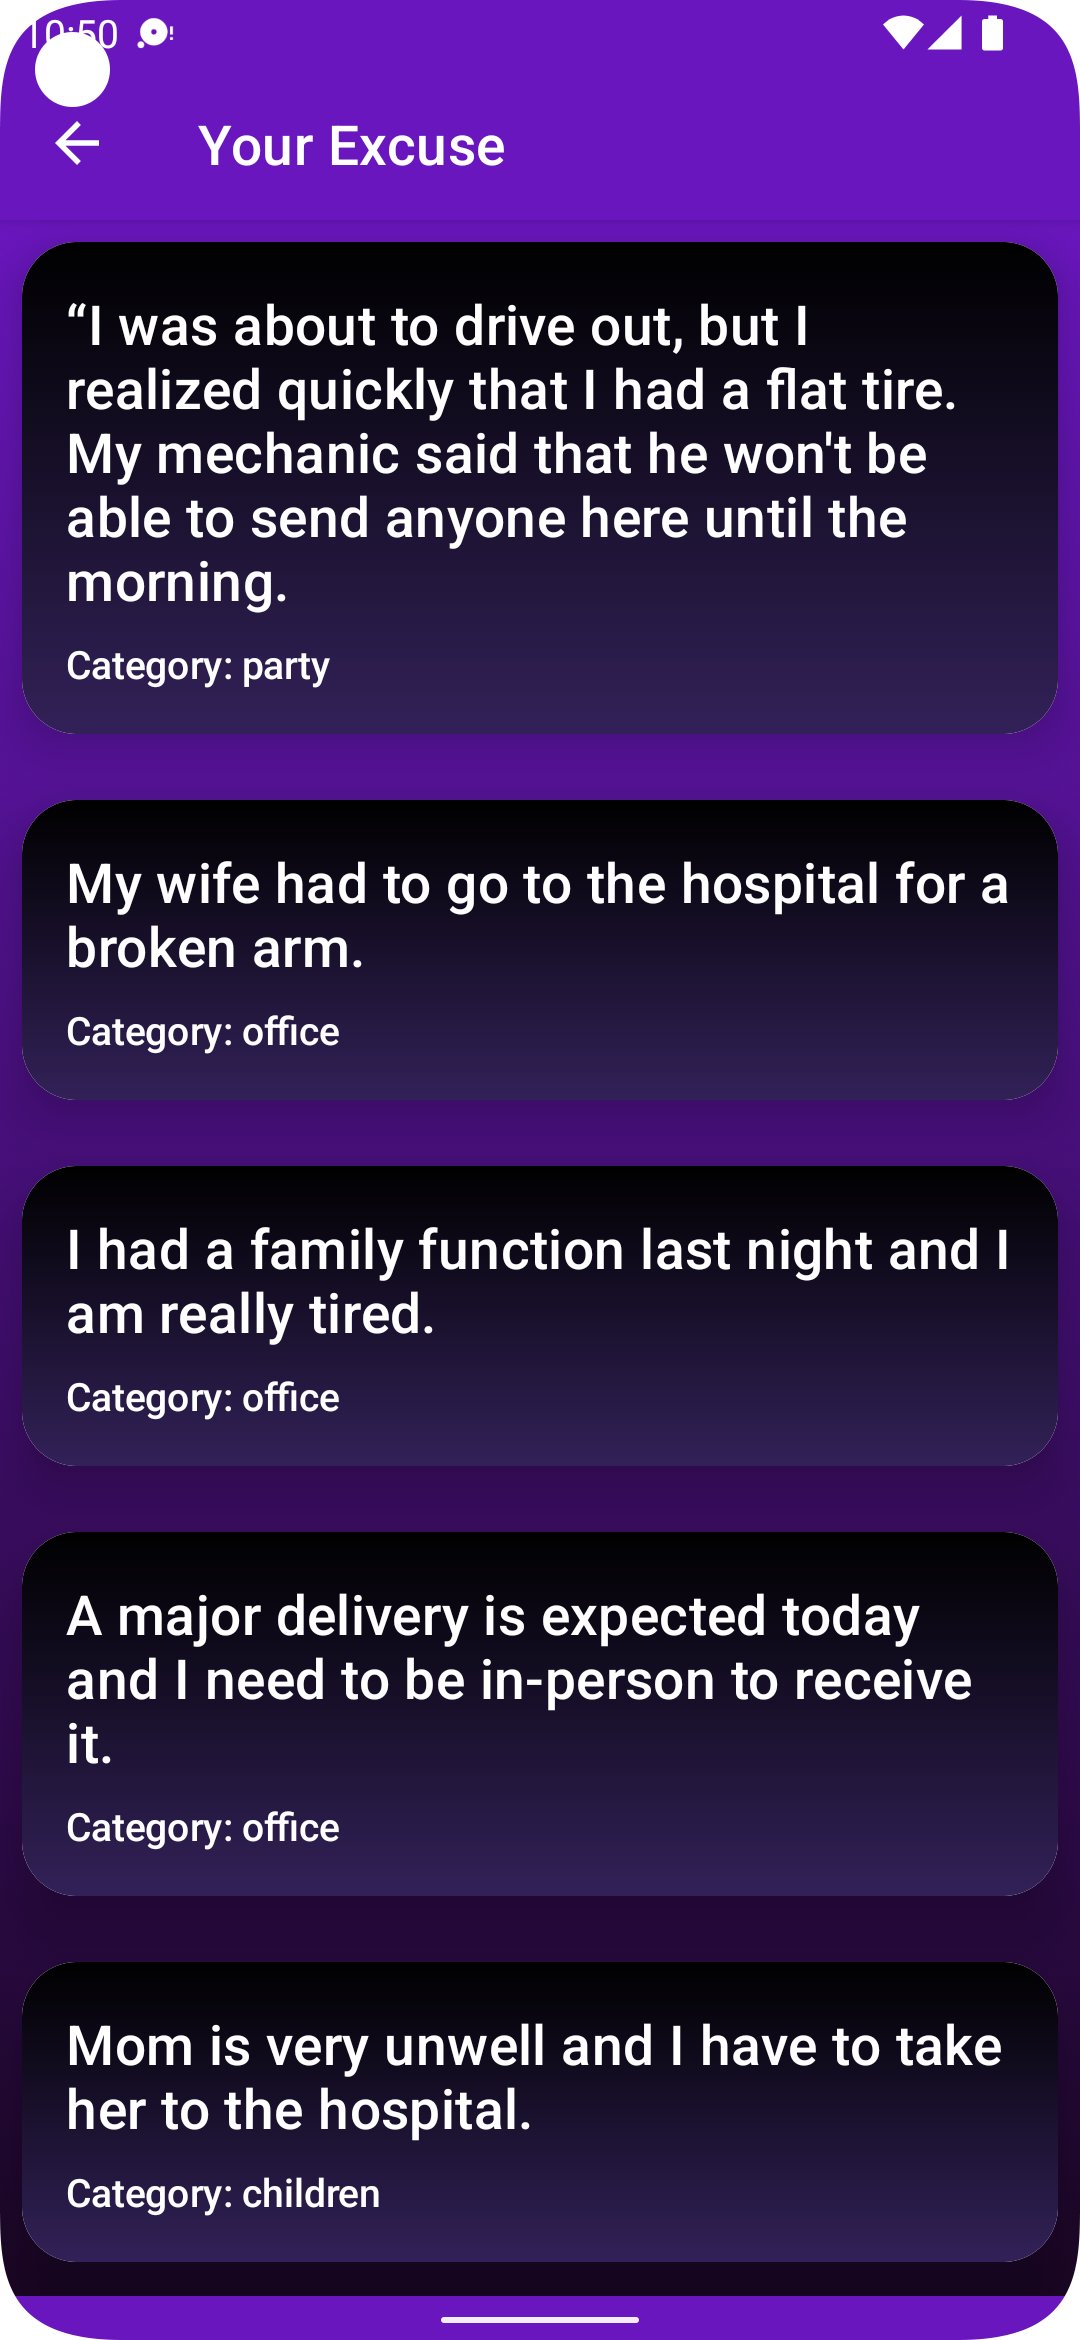 10:50
Your Excuse
“I was about to drive out, but I
realized quickly that I had a flat tire.
My mechanic said that he won't be
able to send anyone here until the
morning.
Category: party
My wife had to go to the hospital for a
broken arm.
Category: office
I had a family function last night and I
am really tired.
Category: office
A major delivery is expected today
and I need to be in-person to receive
it.
Category: office
Mom is very unwell and I have to take
her to the hospital.
Category: children